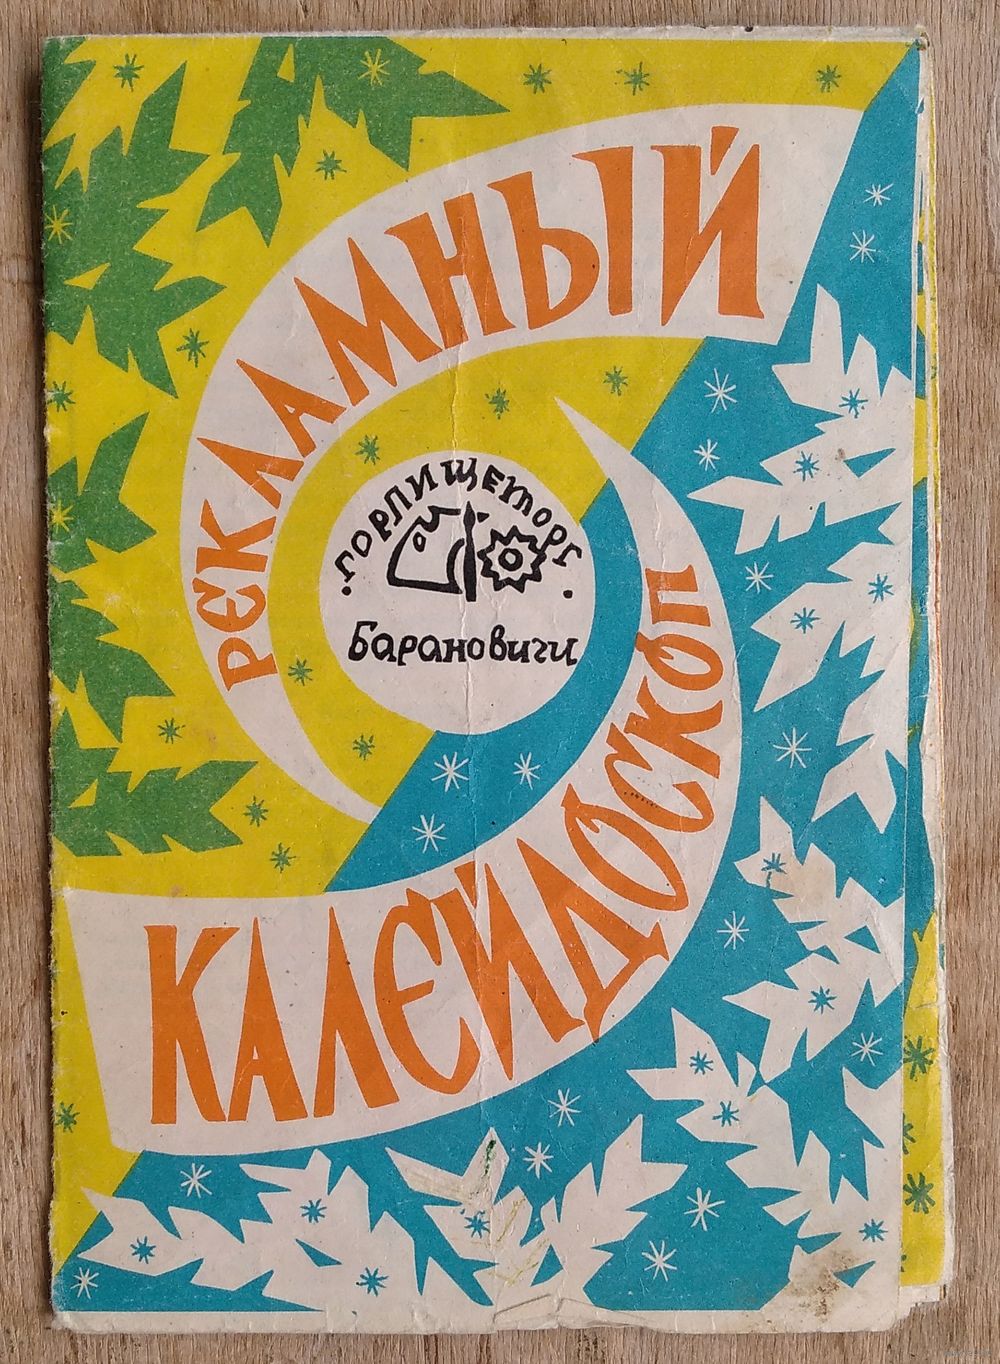 РЕКЛАМНЫЙ
·ГОРПИЩЕТОРГ·
Барановичи
КАЛЕЙДОСКОП